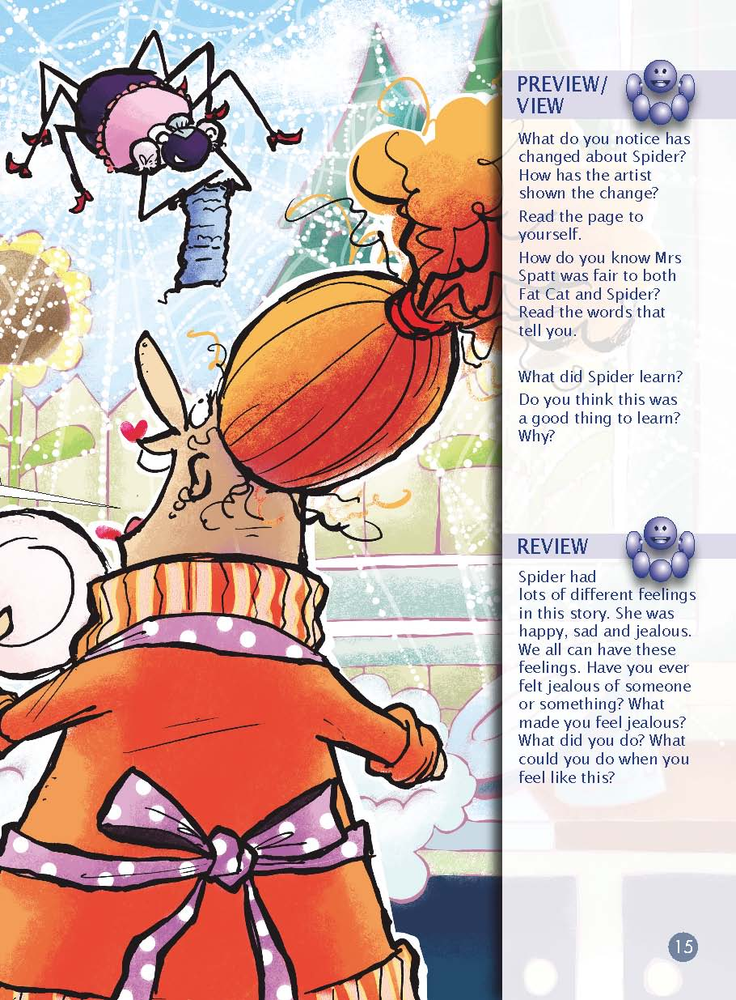 PREVIEW/
VIEW
What do you notice has
changed about Spider?
How has the artist
shown the change?
Read the page to
yourself.
How do you know Mrs
Spatt was fair to both
Fat Cat and Spider?
Read the words that
tell you.
What did Spider learn?
Do you think this was
a good thing to learn?
Why?
REVIEW
Spider had
lots of different feelings
in this story. She was
happy, sad and jealous.
We all can have these
feelings. Have you ever
felt jealous of someone
or something? What
made you feel jealous?
What did you do? What
could you do when you
feel like this?
15